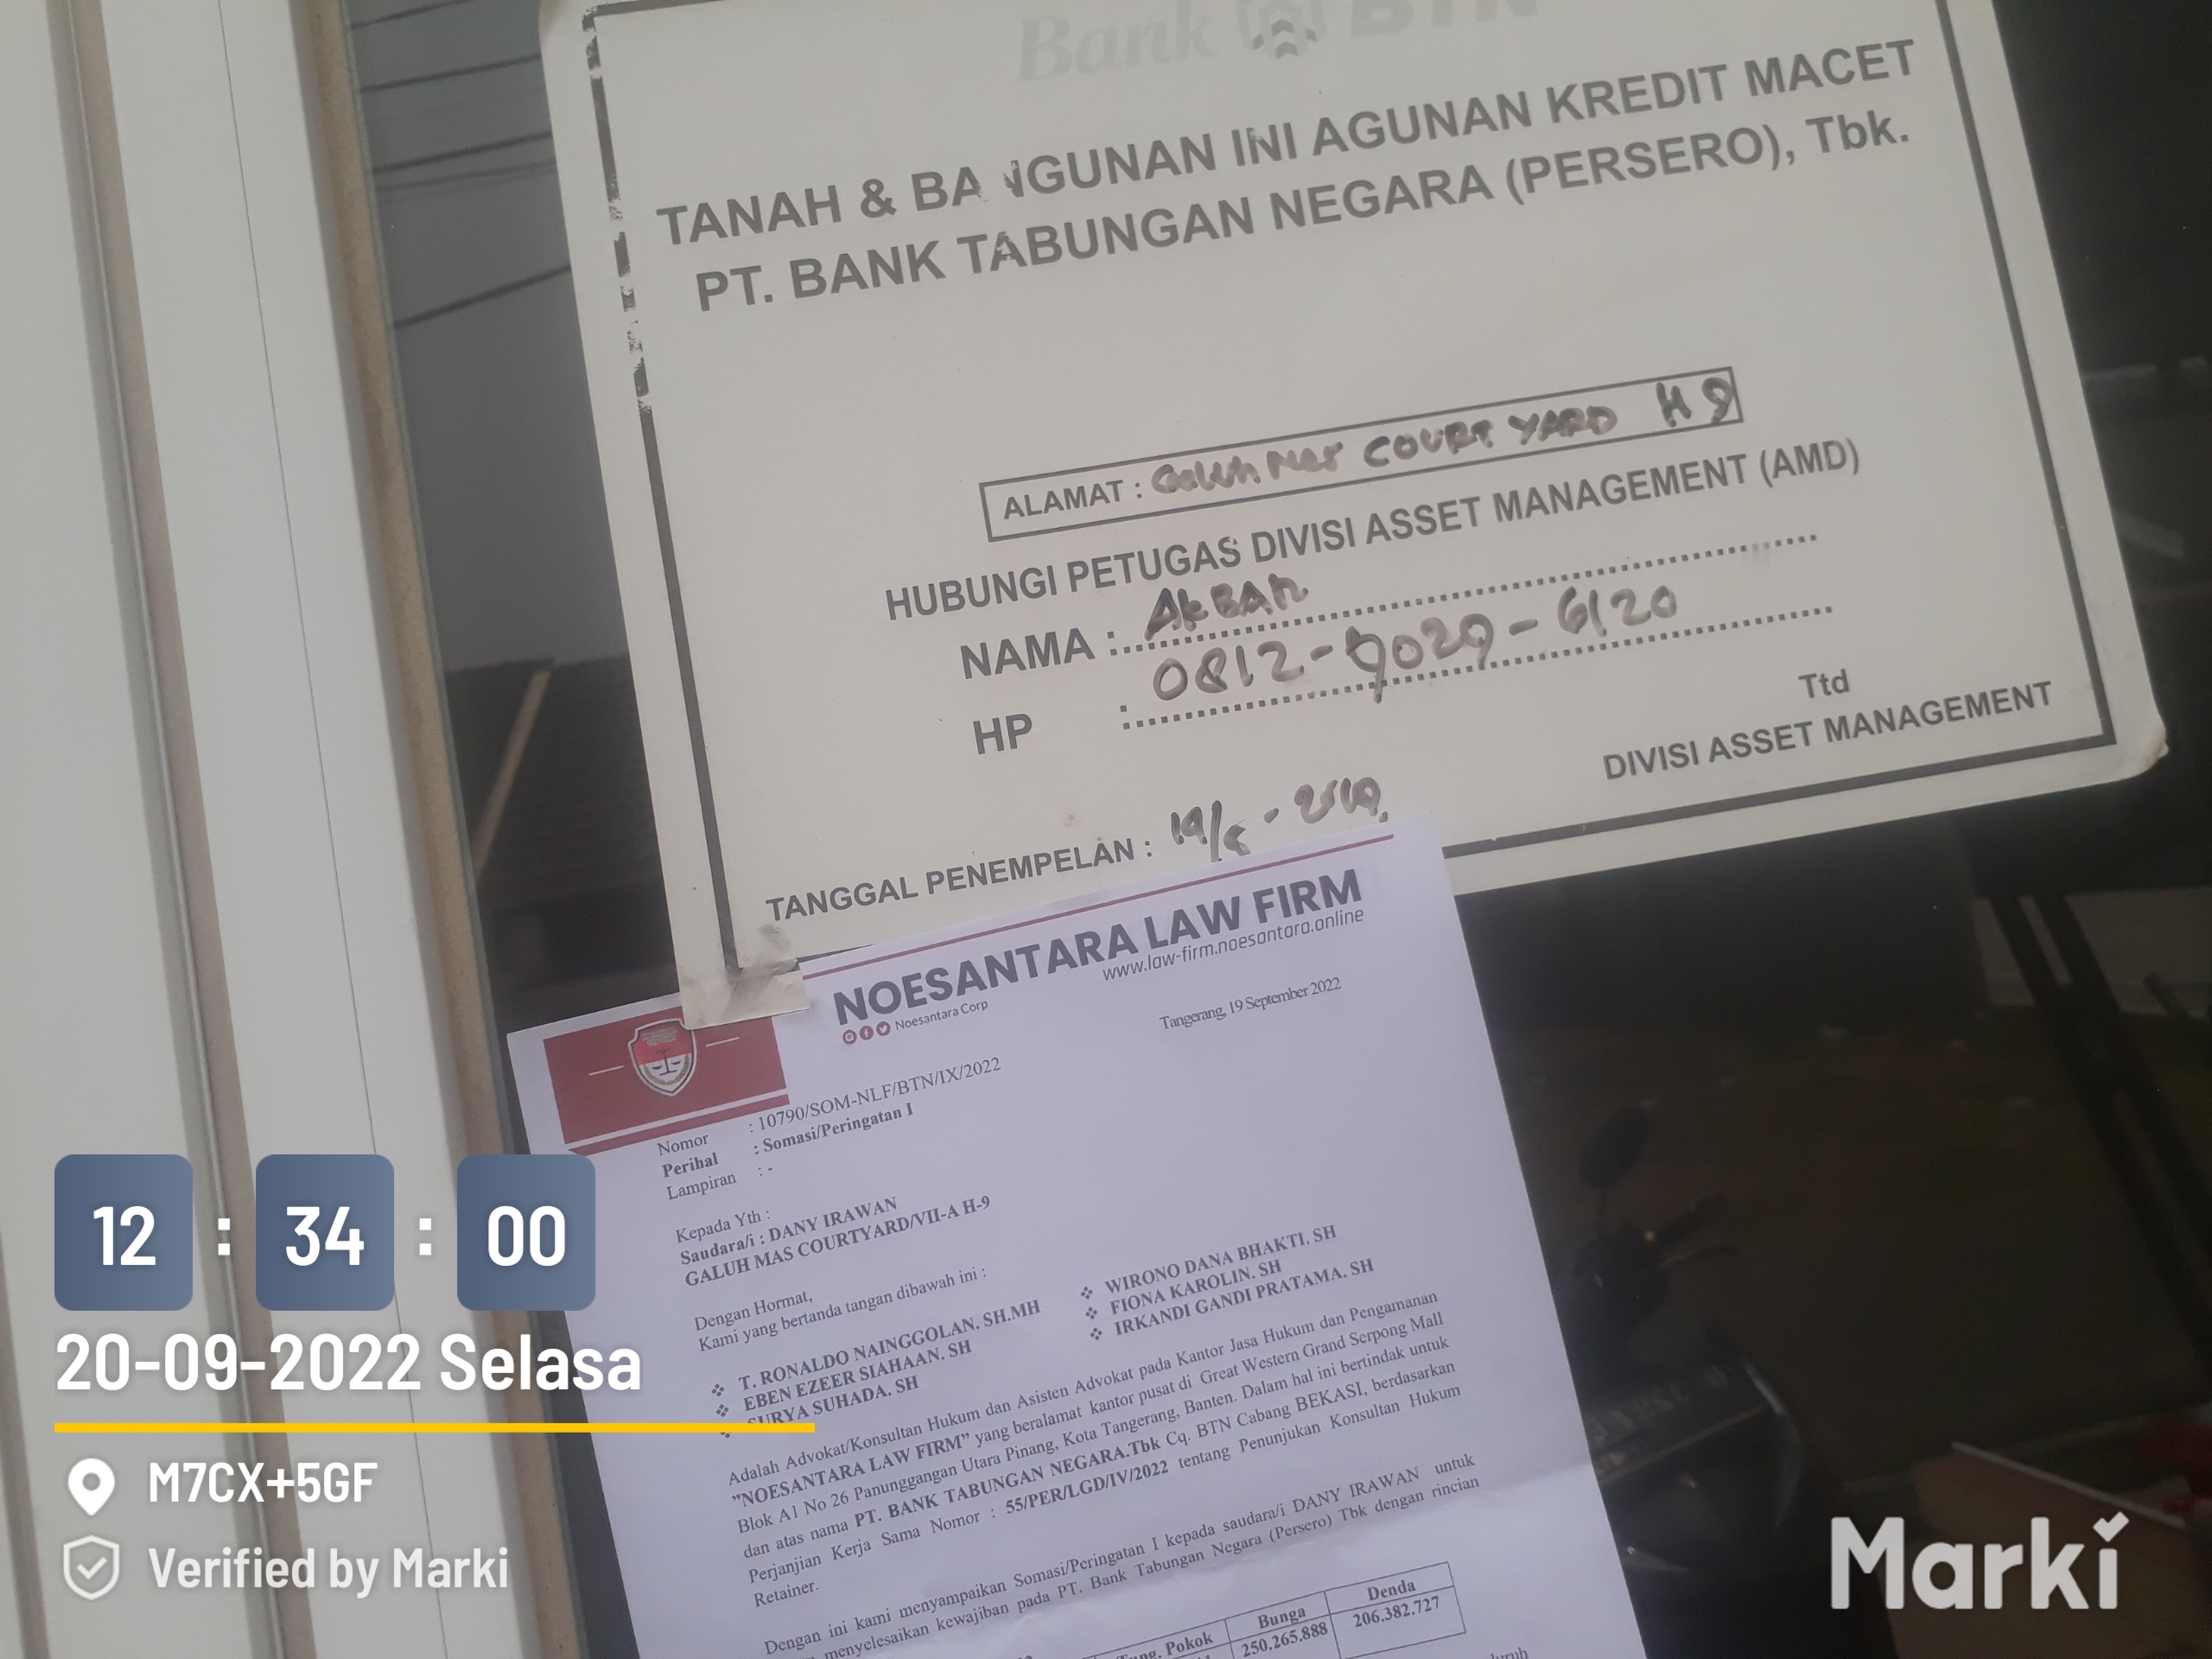 Bank BTN
TANAH & BANGUNAN INI AGUNAN KREDIT MACET
PT. BANK TABUNGAN NEGARA (PERSERO), Tbk.
ALAMAT : Galuh Mas COURT YARD H 9
HUBUNGI PETUGAS DIVISI ASSET MANAGEMENT (AMD)
NAMA : AKBAR
HP : 0812-9029-6120
Ttd
DIVISI ASSET MANAGEMENT
TANGGAL PENEMPELAN :
NOESANTARA LAW FIRM
www.law-firm.noesantara.online
Noesantara Corp
Tangerang, 19 September 2022
Nomor : 10790/SOM-NLF/BTN/IX/2022
Perihal : Somasi/Peringatan I
Lampiran : -
Kepada Yth :
Saudara/i : DANY IRAWAN
GALUH MAS COURTYARD/VII-A H-9
Dengan Hormat,
Kami yang bertanda tangan dibawah ini :
❖ T. RONALDO NAINGGOLAN. SH.MH
❖ EBEN EZEER SIAHAAN. SH
❖ SURYA SUHADA. SH
❖ WIRONO DANA BHAKTI. SH
❖ FIONA KAROLIN. SH
❖ IRKANDI GANDI PRATAMA. SH
Adalah Advokat/Konsultan Hukum dan Asisten Advokat pada Kantor Jasa Hukum dan Pengamanan
"NOESANTARA LAW FIRM" yang beralamat kantor pusat di Great Western Grand Serpong Mall
Blok A1 No 26 Panunggangan Utara Pinang, Kota Tangerang, Banten. Dalam hal ini bertindak untuk
dan atas nama PT. BANK TABUNGAN NEGARA.Tbk Cq. BTN Cabang BEKASI, berdasarkan
Perjanjian Kerja Sama Nomor : 55/PER/LGD/IV/2022 tentang Penunjukan Konsultan Hukum
Retainer.
Dengan ini kami menyampaikan Somasi/Peringatan I kepada saudara/i DANY IRAWAN untuk
menyelesaikan kewajiban pada PT. Bank Tabungan Negara (Persero) Tbk dengan rincian
Tung. Pokok Bunga Denda
250.265.888 206.382.727
12 : 34 : 00
20-09-2022 Selasa
M7CX+5GF
Verified by Marki
Marki